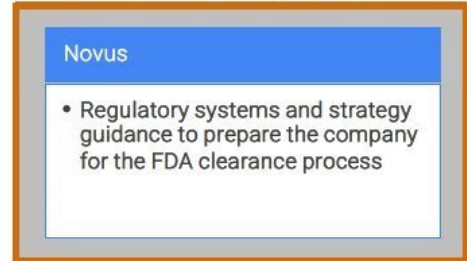 Novus
• Regulatory systems and strategy
guidance to prepare the company
for the FDA clearance process